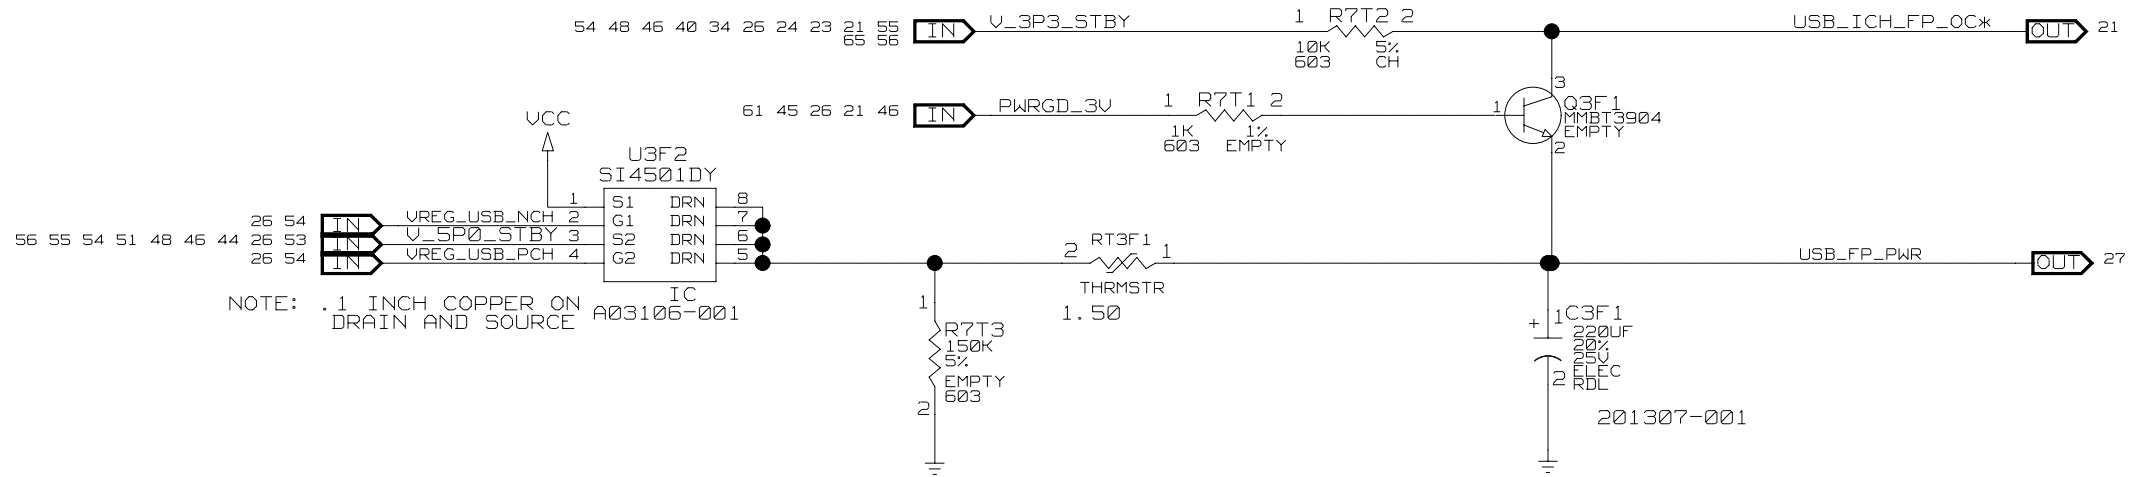 54 48 46 40 34 26 24 23 21 55
65 56
IN
V_3P3_STBY
1 R7T2 2
10K 5%
603 CH
USB_ICH_FP_OC*
OUT
21
61 45 26 21 46
IN
PWRGD_3V
1 R7T1 2
1K 1%
603 EMPTY
3
1
Q3F1
MMBT3904
EMPTY
2
VCC
U3F2
SI4501DY
1 S1 DRN 8
26 54 IN VREG_USB_NCH 2 G1 DRN 7
56 55 54 51 48 46 44 26 53 IN V_5P0_STBY 3 S2 DRN 6
26 54 IN VREG_USB_PCH 4 G2 DRN 5
IC
A03106-001
NOTE: .1 INCH COPPER ON
DRAIN AND SOURCE
RT3F1
2 1
THRMSTR
1.50
USB_FP_PWR
OUT
27
1
R7T3
150K
5%
EMPTY
603
2
+ 1
C3F1
220UF
20%
25V
ELEC
RDL
2
201307-001